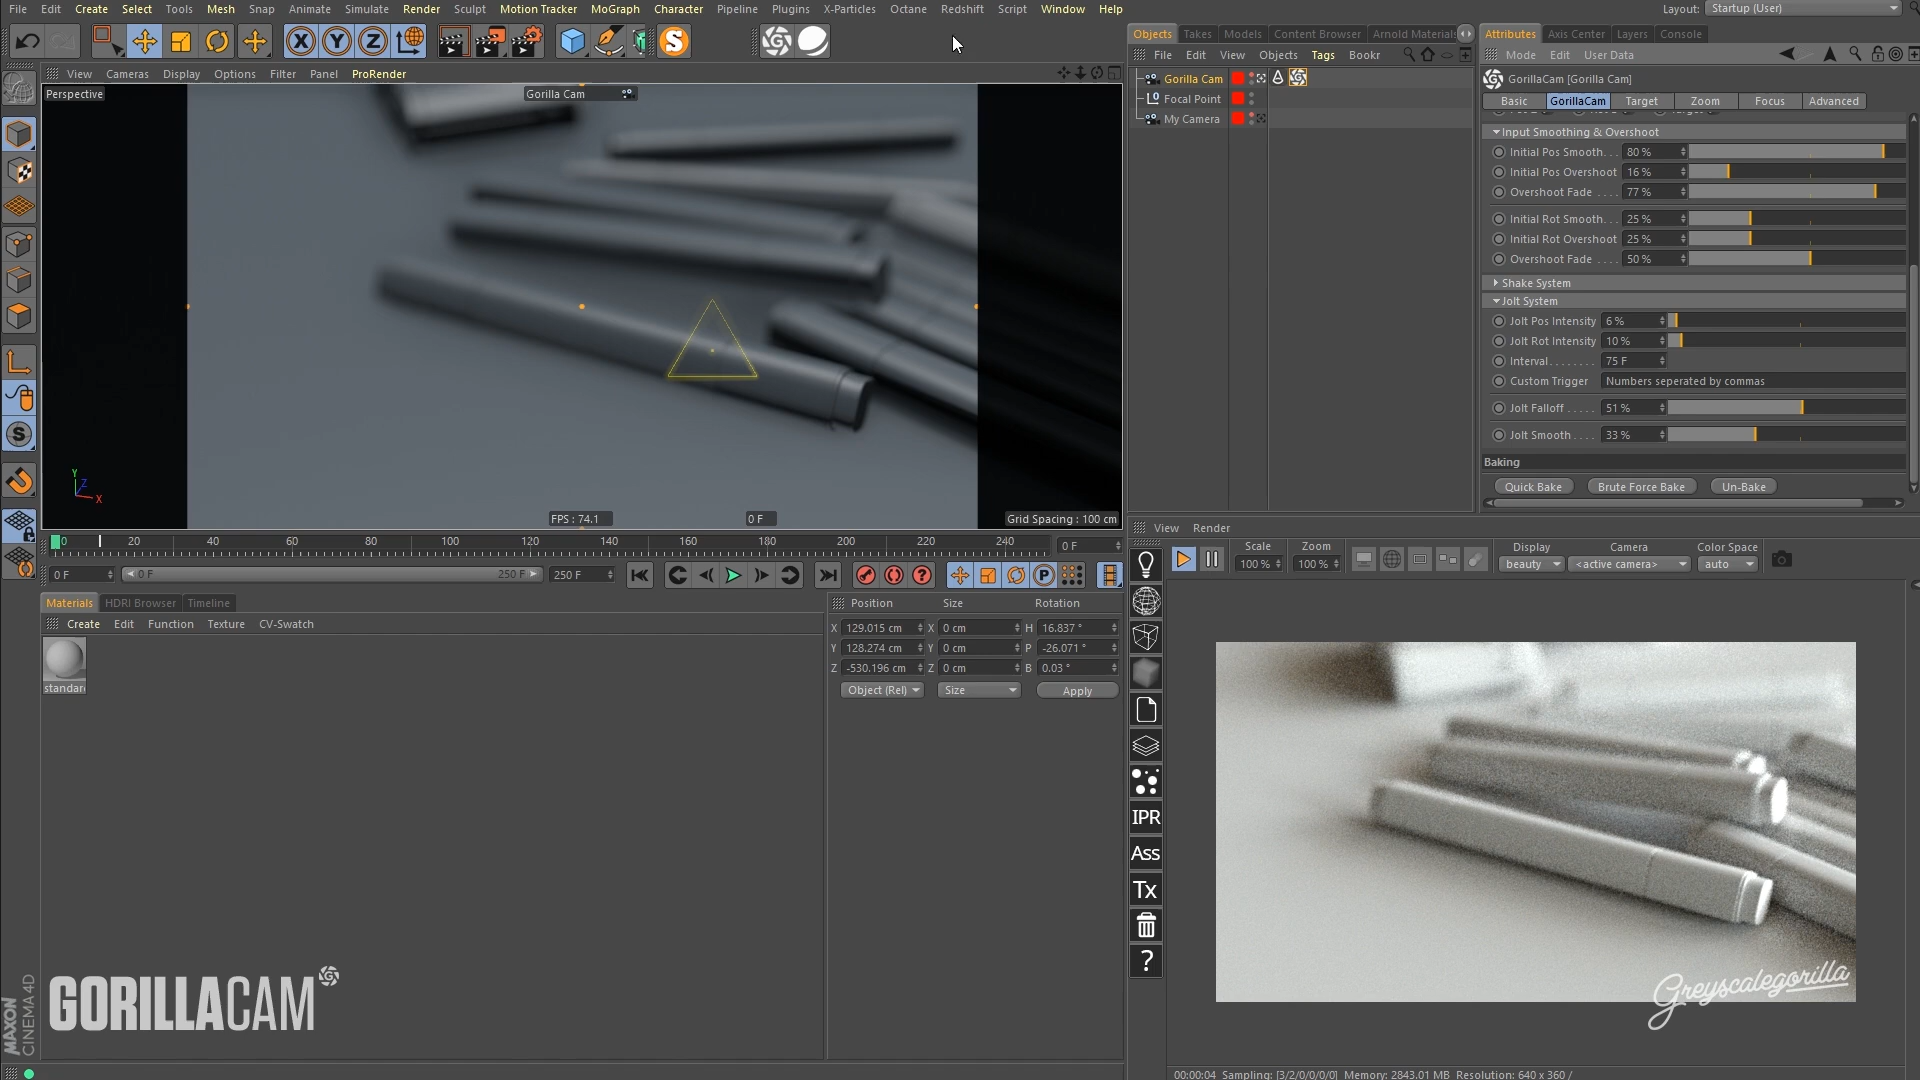 File Edit Create Select Tools Mesh Snap Animate Simulate Render Sculpt Motion Tracker MoGraph Character Pipeline Plugins X-Particles Octane Redshift Script Window Help
Layout: Startup (User)
Objects Takes Models Content Browser Arnold Materials
Attributes Axis Center Layers Console
File Edit View Objects Tags Bookr
Mode Edit User Data
View Cameras Display Options Filter Panel ProRender
Gorilla Cam
Focal Point
My Camera
GorillaCam [Gorilla Cam]
Basic GorillaCam Target Zoom Focus Advanced
Input Smoothing & Overshoot
Initial Pos Smooth. . . 80 %
Initial Pos Overshoot 16 %
Overshoot Fade . . . . 77 %
Initial Rot Smooth. . . 25 %
Initial Rot Overshoot 25 %
Overshoot Fade . . . . 50 %
Shake System
Jolt System
Jolt Pos Intensity 6 %
Jolt Rot Intensity 10 %
Interval. . . . . . . . 75 F
Custom Trigger Numbers seperated by commas
Jolt Falloff . . . . . 51 %
Jolt Smooth . . . . 33 %
Baking
Quick Bake Brute Force Bake Un-Bake
Perspective
Gorilla Cam
Y
Z
X
FPS : 74.1
0 F
Grid Spacing : 100 cm
0 20 40 60 80 100 120 140 160 180 200 220 240
0 F
0 F 0 F 250 F 250 F
Materials HDRI Browser Timeline
Create Edit Function Texture CV-Swatch
standar
Position Size Rotation
X 129.015 cm X 0 cm H 16.837 °
Y 128.274 cm Y 0 cm P -26.071 °
Z -530.196 cm Z 0 cm B 0.03 °
Object (Rel) Size Apply
View Render
Scale Zoom Display Camera Color Space
100 % 100 % beauty <active camera> auto
IPR
Ass
Tx
?
Greyscalegorilla
GORILLACAM
MAXON
CINEMA 4D
00:00:04 Sampling: [3/2/0/0/0/0] Memory: 2843.01 MB Resolution: 640 x 360 /